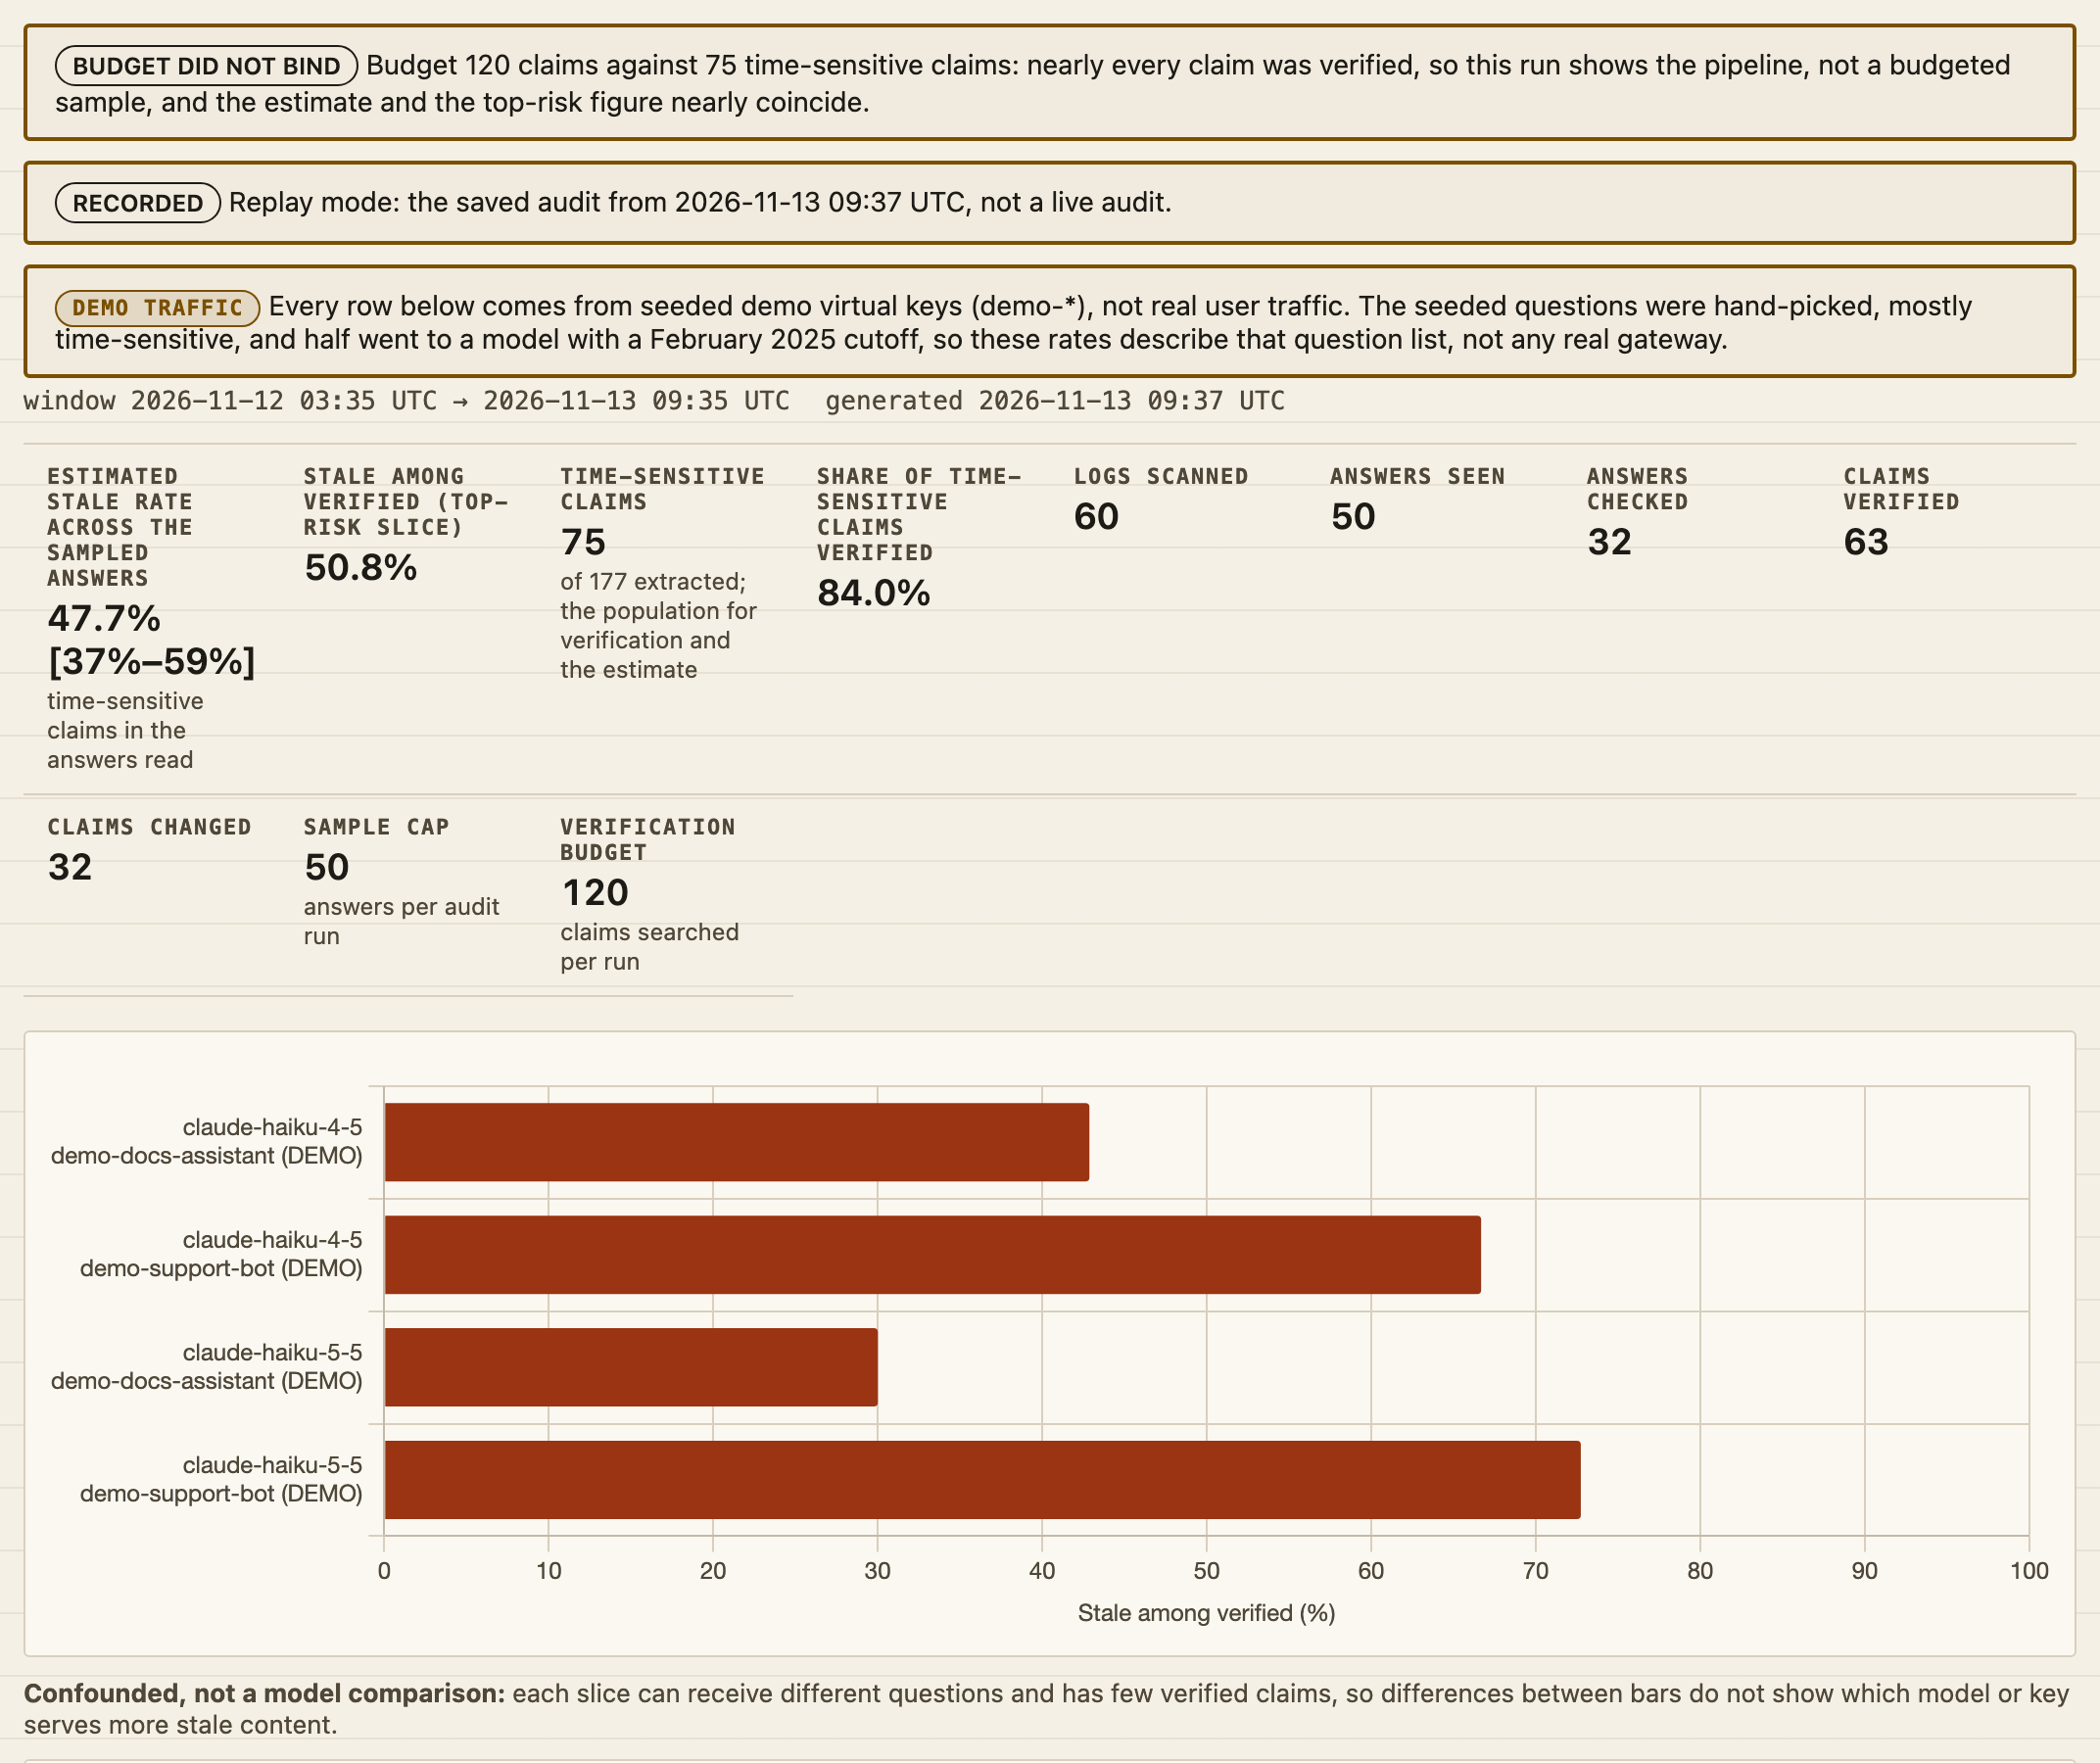 BUDGET DID NOT BIND Budget 120 claims against 75 time-sensitive claims: nearly every claim was verified, so this run shows the pipeline, not a budgeted
sample, and the estimate and the top-risk figure nearly coincide.
RECORDED Replay mode: the saved audit from 2026-11-13 09:37 UTC, not a live audit.
DEMO TRAFFIC Every row below comes from seeded demo virtual keys (demo-*), not real user traffic. The seeded questions were hand-picked, mostly
time-sensitive, and half went to a model with a February 2025 cutoff, so these rates describe that question list, not any real gateway.
window 2026-11-12 03:35 UTC → 2026-11-13 09:35 UTC generated 2026-11-13 09:37 UTC
ESTIMATED
STALE RATE
ACROSS THE
SAMPLED
ANSWERS
47.7%
[37%–59%]
time-sensitive
claims in the
answers read
STALE AMONG
VERIFIED (TOP-
RISK SLICE)
50.8%
TIME-SENSITIVE
CLAIMS
75
of 177 extracted;
the population for
verification and
the estimate
SHARE OF TIME-
SENSITIVE
CLAIMS
VERIFIED
84.0%
LOGS SCANNED
60
ANSWERS SEEN
50
ANSWERS
CHECKED
32
CLAIMS
VERIFIED
63
CLAIMS CHANGED
32
SAMPLE CAP
50
answers per audit
run
VERIFICATION
BUDGET
120
claims searched
per run
claude-haiku-4-5
demo-docs-assistant (DEMO)
claude-haiku-4-5
demo-support-bot (DEMO)
claude-haiku-5-5
demo-docs-assistant (DEMO)
claude-haiku-5-5
demo-support-bot (DEMO)
0 10 20 30 40 50 60 70 80 90 100
Stale among verified (%)
Confounded, not a model comparison: each slice can receive different questions and has few verified claims, so differences between bars do not show which model or key
serves more stale content.